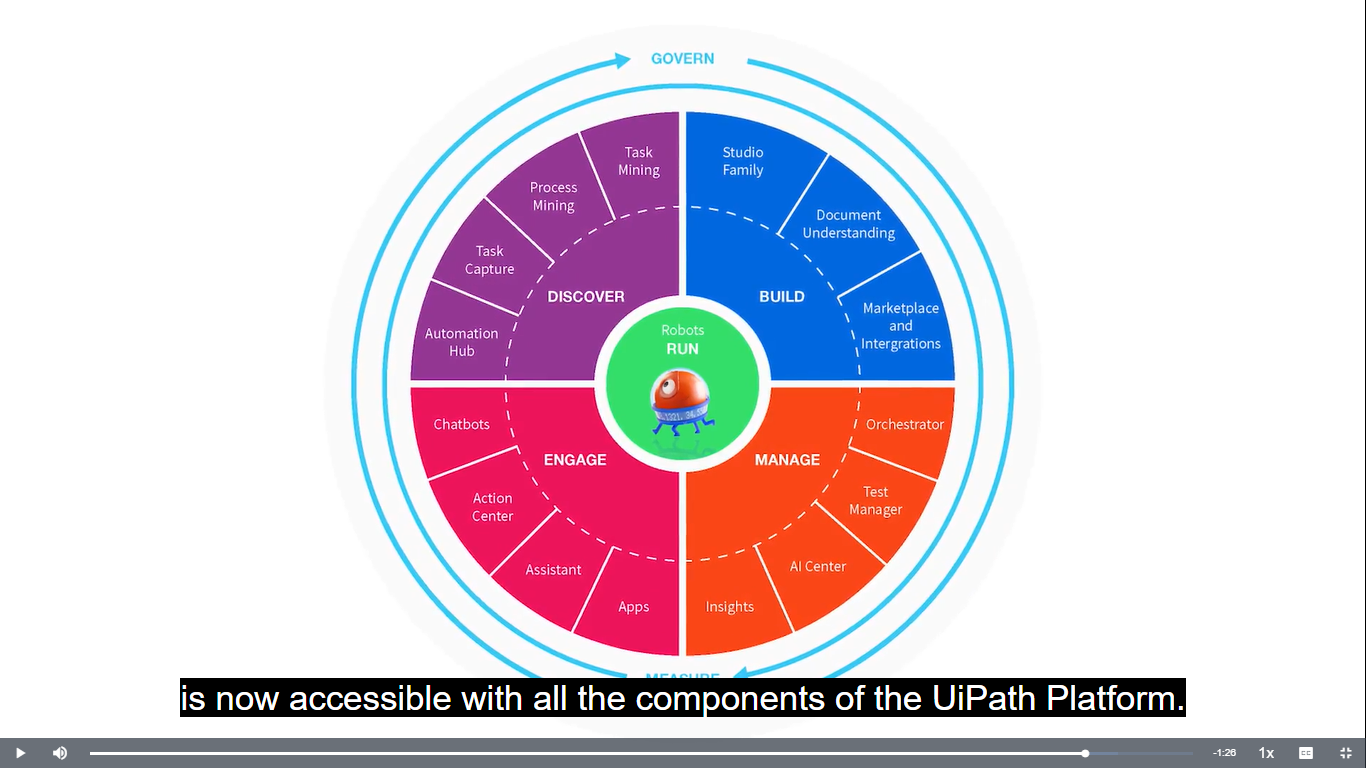 GOVERN
Task
Mining
Process
Mining
Task
Capture
Automation
Hub
DISCOVER
Studio
Family
Document
Understanding
Marketplace
and
Intergrations
BUILD
Robots
RUN
Chatbots
Action
Center
Assistant
Apps
ENGAGE
Orchestrator
Test
Manager
AI Center
Insights
MANAGE
MEASURE
is now accessible with all the components of the UiPath Platform.
-1:26
1x
CC